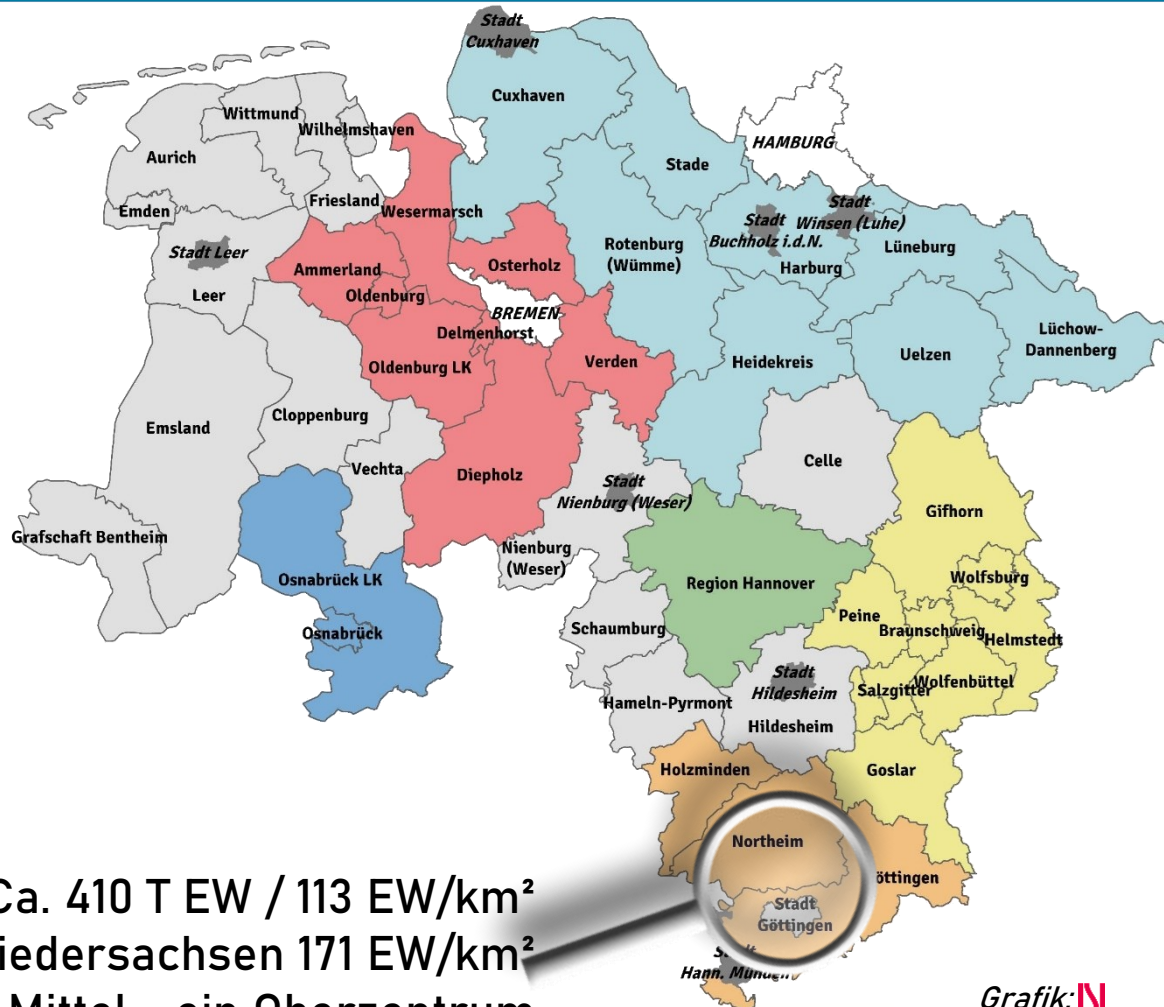 Stadt
Cuxhaven
Cuxhaven
Wittmund
Wilhelmshaven
Aurich
HAMBURG
Stade
Emden
Friesland
Wesermarsch
Stadt
Winsen (Luhe)
Stadt
Buchholz i.d.N.
Stadt Leer
Rotenburg
(Wümme)
Lüneburg
Ammerland
Osterholz
Harburg
Leer
Oldenburg
BREMEN
Delmenhorst
Lüchow-
Dannenberg
Oldenburg LK
Verden
Heidekreis
Uelzen
Cloppenburg
Emsland
Vechta
Diepholz
Celle
Stadt
Nienburg (Weser)
Gifhorn
Grafschaft Bentheim
Nienburg
(Weser)
Osnabrück LK
Region Hannover
Wolfsburg
Peine
Osnabrück
Schaumburg
Braunschweig
Helmstedt
Stadt
Hildesheim
Salzgitter
Wolfenbüttel
Hameln-Pyrmont
Hildesheim
Holzminden
Goslar
Northeim
öttingen
Stadt
Göttingen
Hann.
Ca. 410 T EW / 113 EW/km²
iedersachsen 171 EW/km²
ein Oberzentrum
Grafik: